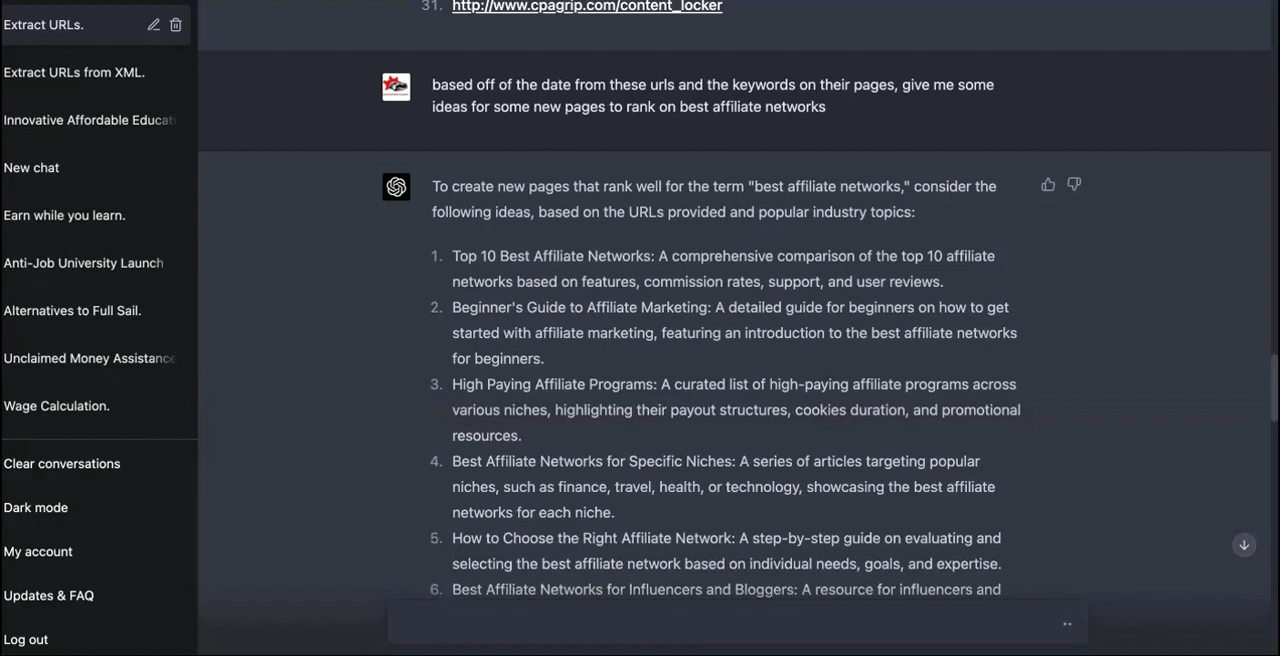 Extract URLs.
Extract URLs from XML.
Innovative Affordable Educati
New chat
Earn while you learn.
Anti-Job University Launch
Alternatives to Full Sail.
Unclaimed Money Assistance
Wage Calculation.
Clear conversations
Dark mode
My account
Updates & FAQ
Log out
31. http://www.cpagrip.com/content_locker
based off of the date from these urls and the keywords on their pages, give me some
ideas for some new pages to rank on best affiliate networks
To create new pages that rank well for the term "best affiliate networks," consider the
following ideas, based on the URLs provided and popular industry topics:
1. Top 10 Best Affiliate Networks: A comprehensive comparison of the top 10 affiliate
networks based on features, commission rates, support, and user reviews.
2. Beginner's Guide to Affiliate Marketing: A detailed guide for beginners on how to get
started with affiliate marketing, featuring an introduction to the best affiliate networks
for beginners.
3. High Paying Affiliate Programs: A curated list of high-paying affiliate programs across
various niches, highlighting their payout structures, cookies duration, and promotional
resources.
4. Best Affiliate Networks for Specific Niches: A series of articles targeting popular
niches, such as finance, travel, health, or technology, showcasing the best affiliate
networks for each niche.
5. How to Choose the Right Affiliate Network: A step-by-step guide on evaluating and
selecting the best affiliate network based on individual needs, goals, and expertise.
6. Best Affiliate Networks for Influencers and Bloggers: A resource for influencers and